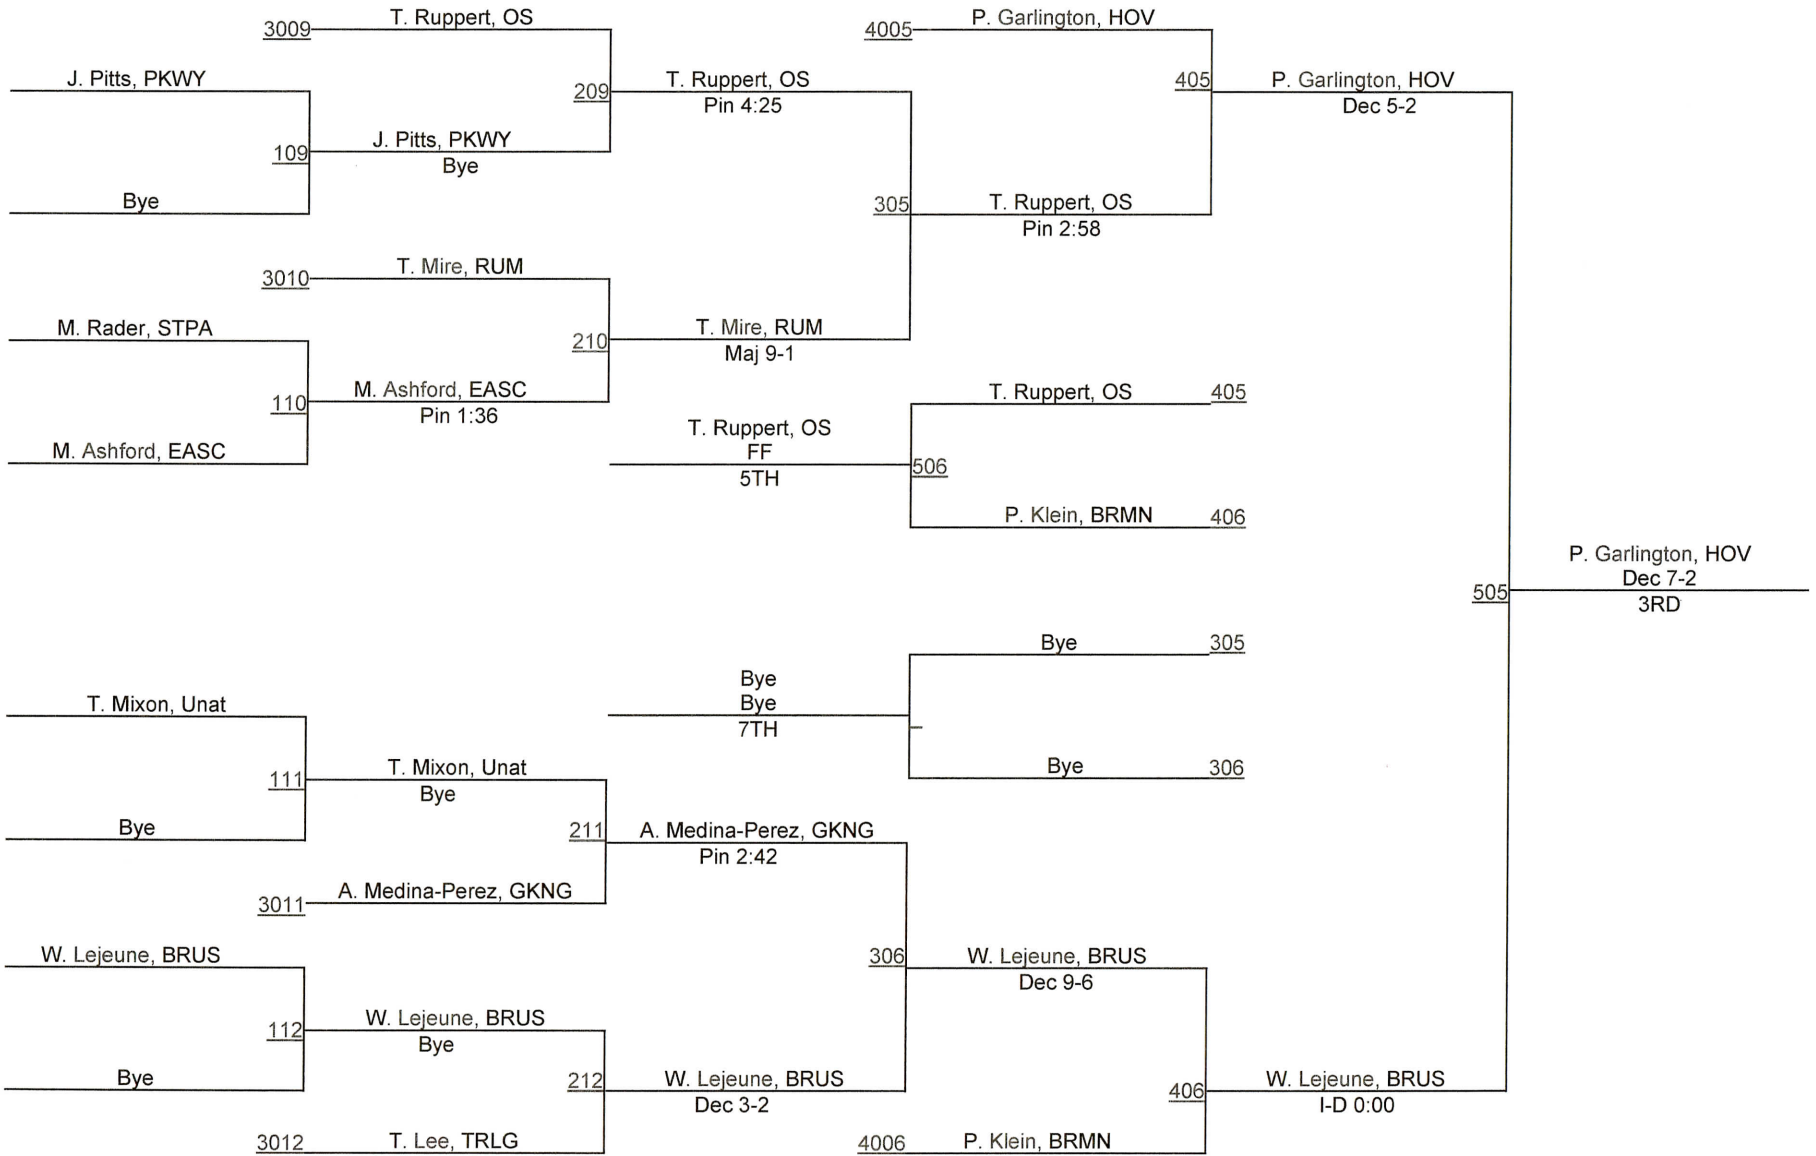 T. Ruppert, OS
3009
J. Pitts, PKWY
109
J. Pitts, PKWY
Bye
Bye
209
T. Ruppert, OS
Pin 4:25
3010
T. Mire, RUM
M. Rader, STPA
110
M. Ashford, EASC
Pin 1:36
M. Ashford, EASC
210
T. Mire, RUM
Maj 9-1
305
T. Ruppert, OS
Pin 2:58
4005
P. Garlington, HOV
405
P. Garlington, HOV
Dec 5-2
T. Ruppert, OS
405
T. Ruppert, OS
FF
5TH
506
P. Klein, BRMN
406
505
P. Garlington, HOV
Dec 7-2
3RD
Bye
305
Bye
Bye
7TH
Bye
306
T. Mixon, Unat
111
T. Mixon, Unat
Bye
Bye
211
A. Medina-Perez, GKNG
Pin 2:42
3011
A. Medina-Perez, GKNG
W. Lejeune, BRUS
112
W. Lejeune, BRUS
Bye
Bye
212
W. Lejeune, BRUS
Dec 3-2
3012
T. Lee, TRLG
306
W. Lejeune, BRUS
Dec 9-6
4006
P. Klein, BRMN
406
W. Lejeune, BRUS
I-D 0:00